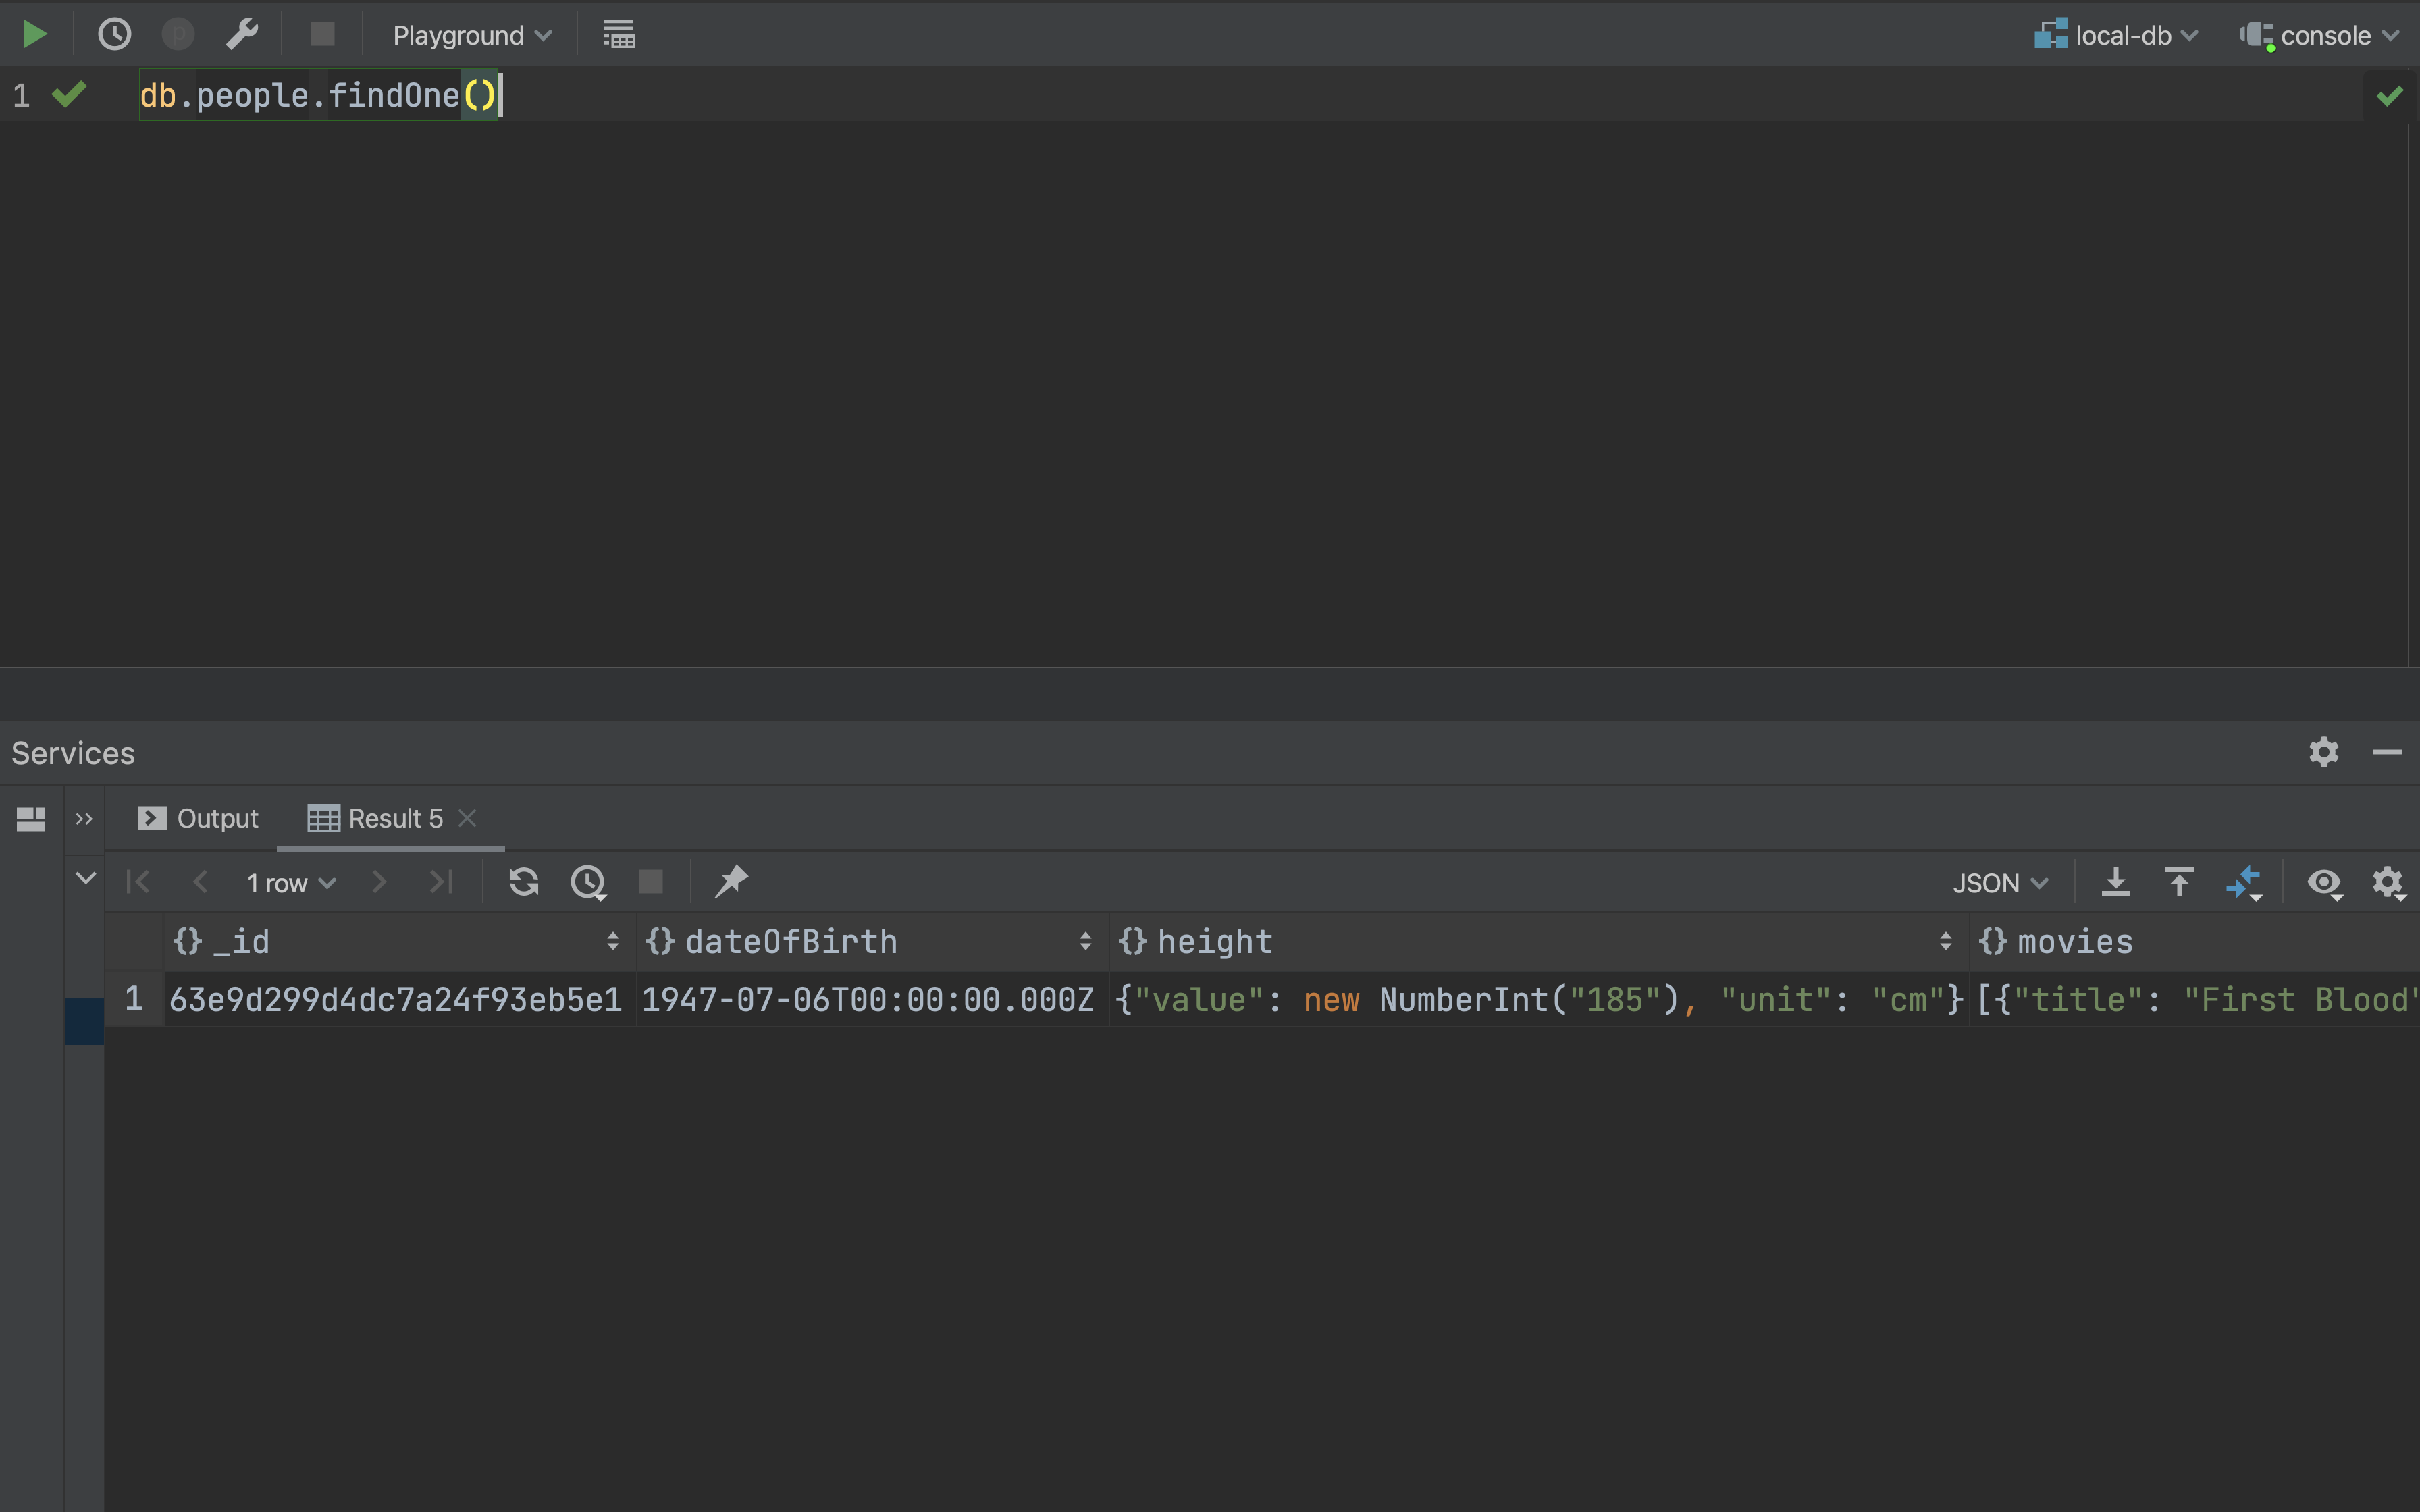 Playground local-db console
1 db.people.findOne()
Services
Output Result 5
1 row JSON
{} _id {} dateOfBirth {} height {} movies
1 63e9d299d4dc7a24f93eb5e1 1947-07-06T00:00:00.000Z {"value": new NumberInt("185"), "unit": "cm"} [{"title": "First Blood"